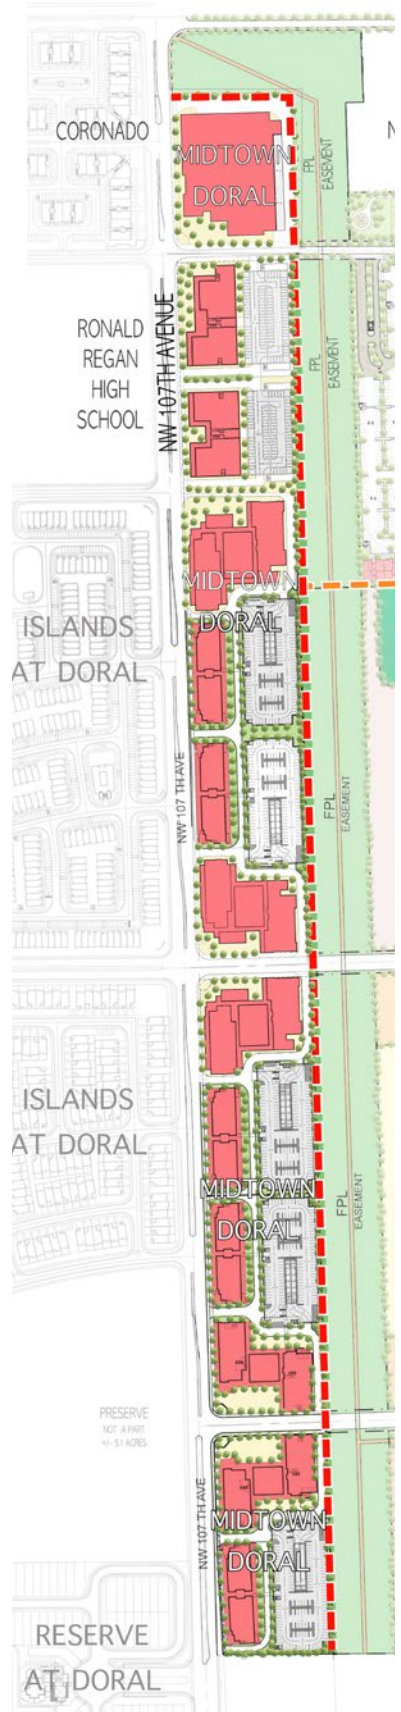 CORONADO
MIDTOWN
DORAL
FPL
EASEMENT
N
NW 107TH AVENUE
RONALD
REGAN
HIGH
SCHOOL
FPL
EASEMENT
ISLANDS
AT DORAL
MIDTOWN
DORAL
NW 107 TH AVE
FPL
EASEMENT
ISLANDS
AT DORAL
MIDTOWN
DORAL
FPL
EASEMENT
PRESERVE
NOT A PART
+/- 51 ACRES
NW 107 TH AVE
MIDTOWN
DORAL
RESERVE
AT DORAL